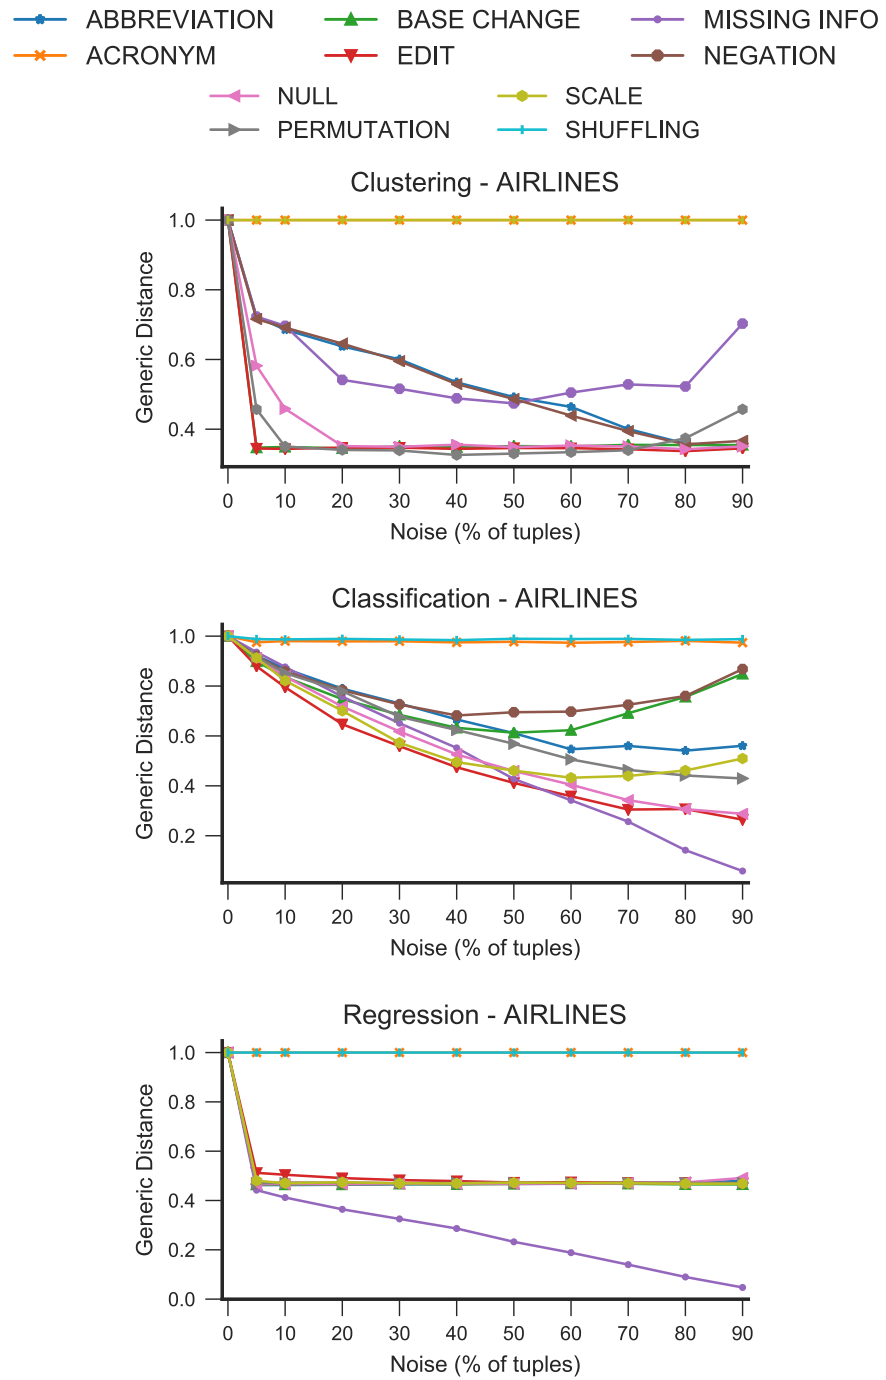 ABBREVIATION BASE CHANGE MISSING INFO
ACRONYM EDIT NEGATION
NULL SCALE
PERMUTATION SHUFFLING
Clustering - AIRLINES
1.0
0.8
0.6
0.4
Generic Distance
0 10 20 30 40 50 60 70 80 90
Noise (% of tuples)
Classification - AIRLINES
1.0
0.8
0.6
0.4
0.2
Generic Distance
0 10 20 30 40 50 60 70 80 90
Noise (% of tuples)
Regression - AIRLINES
1.0
0.8
0.6
0.4
0.2
0.0
Generic Distance
0 10 20 30 40 50 60 70 80 90
Noise (% of tuples)